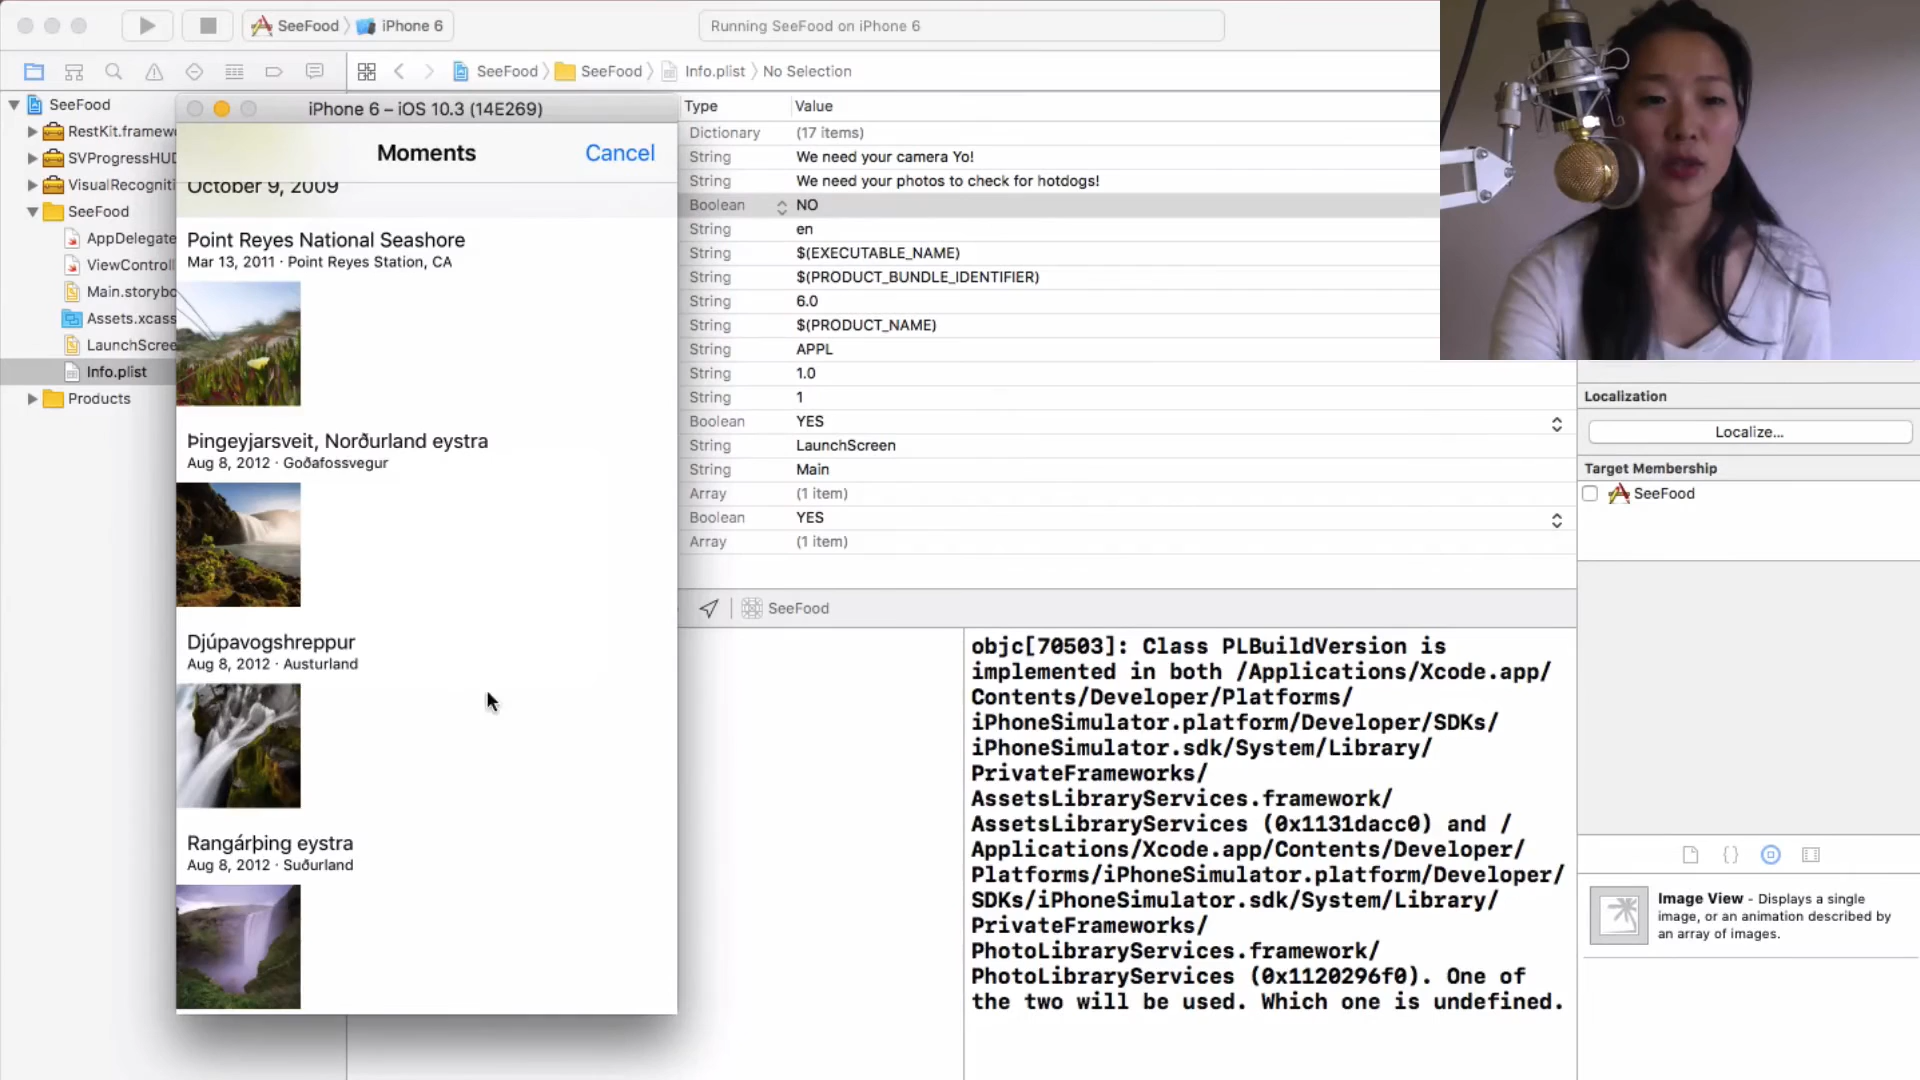 SeeFood
iPhone 6
Running SeeFood on iPhone 6
SeeFood
SeeFood
Info.plist
No Selection
SeeFood
RestKit.framew
SVProgressHUD
VisualRecogniti
SeeFood
AppDelegate
ViewControll
Main.storybo
Assets.xcass
LaunchScree
Info.plist
Products
iPhone 6 – iOS 10.3 (14E269)
Moments
Cancel
October 9, 2009
Point Reyes National Seashore
Mar 13, 2011 · Point Reyes Station, CA
Þingeyjarsveit, Norðurland eystra
Aug 8, 2012 · Goðafossvegur
Djúpavogshreppur
Aug 8, 2012 · Austurland
Rangárþing eystra
Aug 8, 2012 · Suðurland
Type Value
Dictionary (17 items)
String We need your camera Yo!
String We need your photos to check for hotdogs!
Boolean NO
String en
String $(EXECUTABLE_NAME)
String $(PRODUCT_BUNDLE_IDENTIFIER)
String 6.0
String $(PRODUCT_NAME)
String APPL
String 1.0
String 1
Boolean YES
String LaunchScreen
String Main
Array (1 item)
Boolean YES
Array (1 item)
SeeFood
objc[70503]: Class PLBuildVersion is
implemented in both /Applications/Xcode.app/
Contents/Developer/Platforms/
iPhoneSimulator.platform/Developer/SDKs/
iPhoneSimulator.sdk/System/Library/
PrivateFrameworks/
AssetsLibraryServices.framework/
AssetsLibraryServices (0x1131dacc0) and /
Applications/Xcode.app/Contents/Developer/
Platforms/iPhoneSimulator.platform/Developer/
SDKs/iPhoneSimulator.sdk/System/Library/
PrivateFrameworks/
PhotoLibraryServices.framework/
PhotoLibraryServices (0x1120296f0). One of
the two will be used. Which one is undefined.
Localization
Localize...
Target Membership
SeeFood
Image View - Displays a single
image, or an animation described by
an array of images.